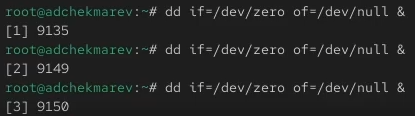 root@adchekmarev:~# dd if=/dev/zero of=/dev/null &
[1] 9135
root@adchekmarev:~# dd if=/dev/zero of=/dev/null &
[2] 9149
root@adchekmarev:~# dd if=/dev/zero of=/dev/null &
[3] 9150